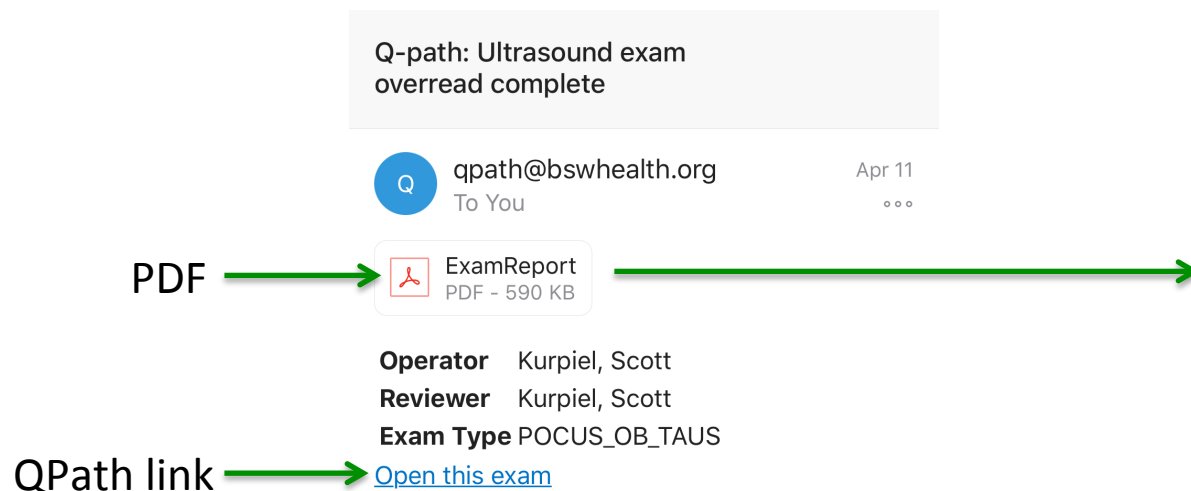 Q-path: Ultrasound exam
overread complete
Q
qpath@bswhealth.org
Apr 11
To You
PDF
ExamReport
PDF - 590 KB
Operator Kurpiel, Scott
Reviewer Kurpiel, Scott
Exam Type POCUS_OB_TAUS
QPath link
Open this exam